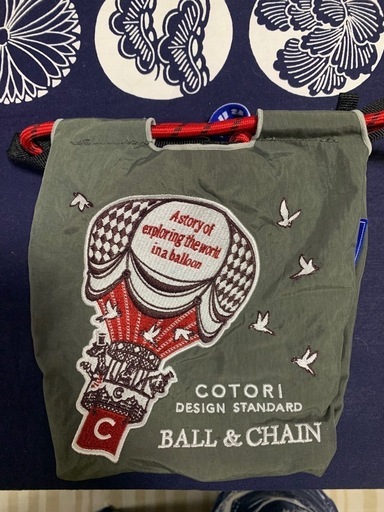 A story of
exploring the world
in a balloon
C
C
COTORI
DESIGN STANDARD
BALL & CHAIN